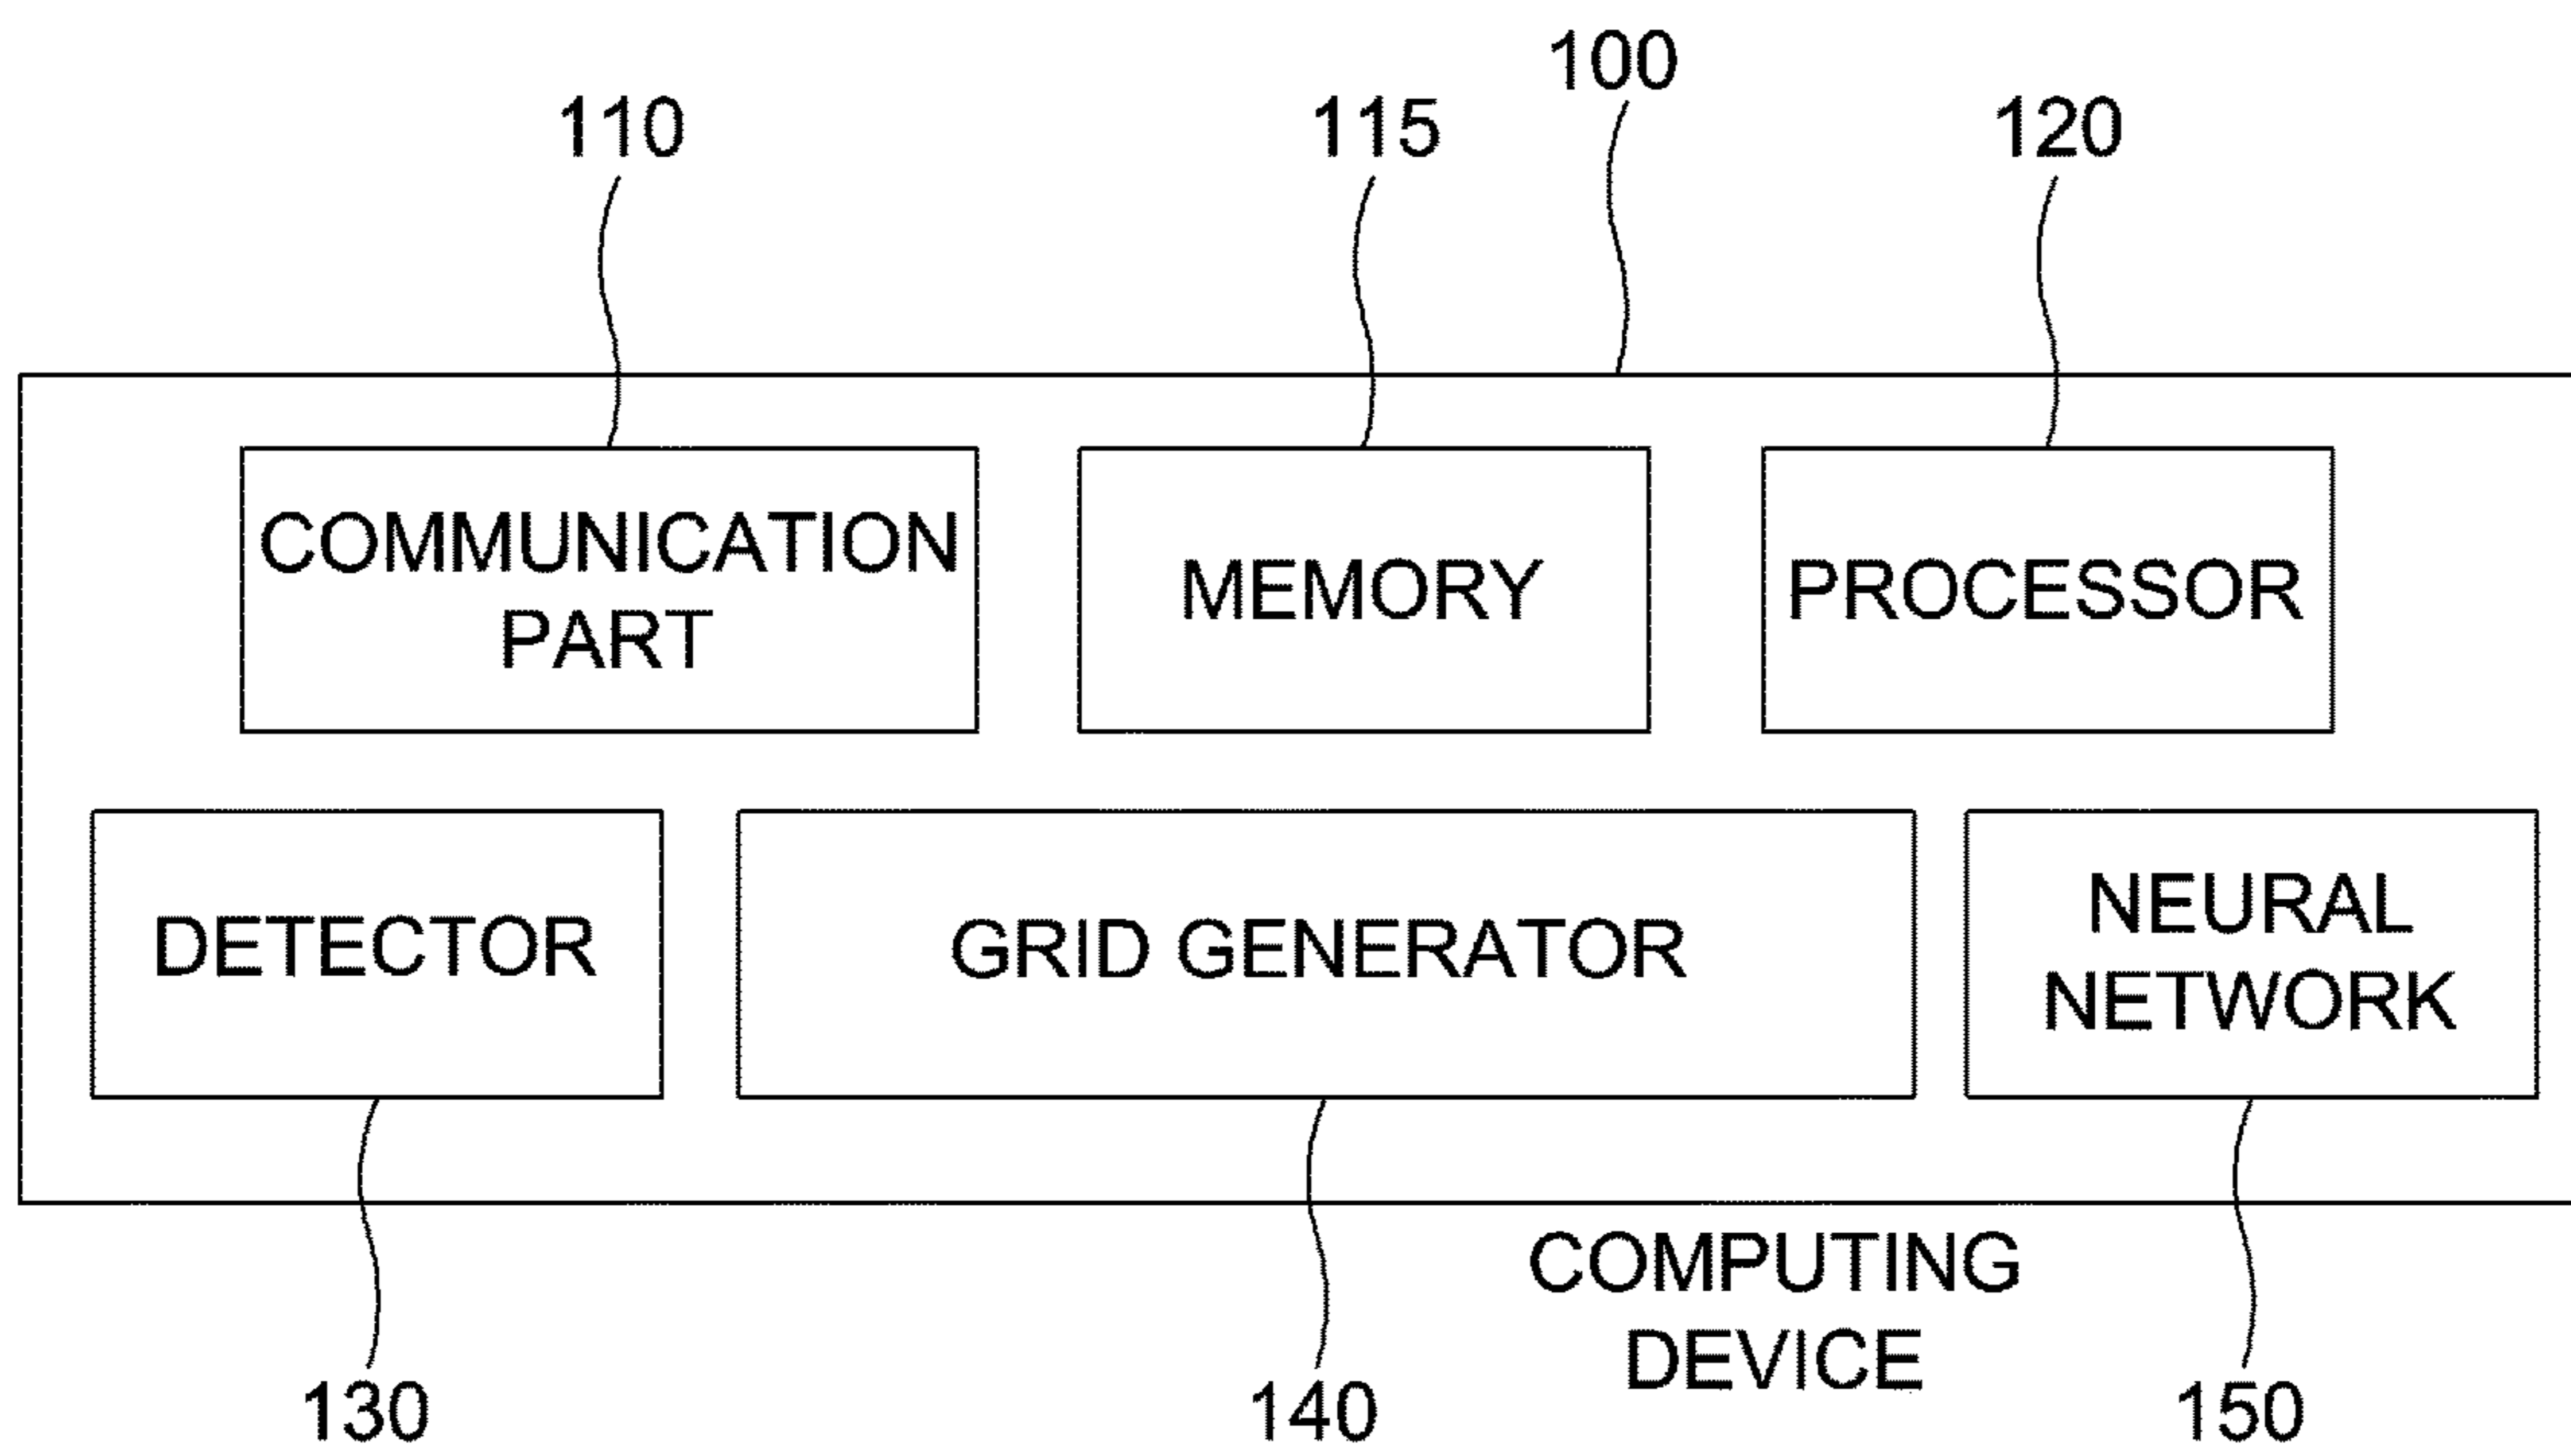 100
110
115
120
COMMUNICATION
PART
MEMORY
PROCESSOR
DETECTOR
GRID GENERATOR
NEURAL
NETWORK
COMPUTING
DEVICE
130
140
150